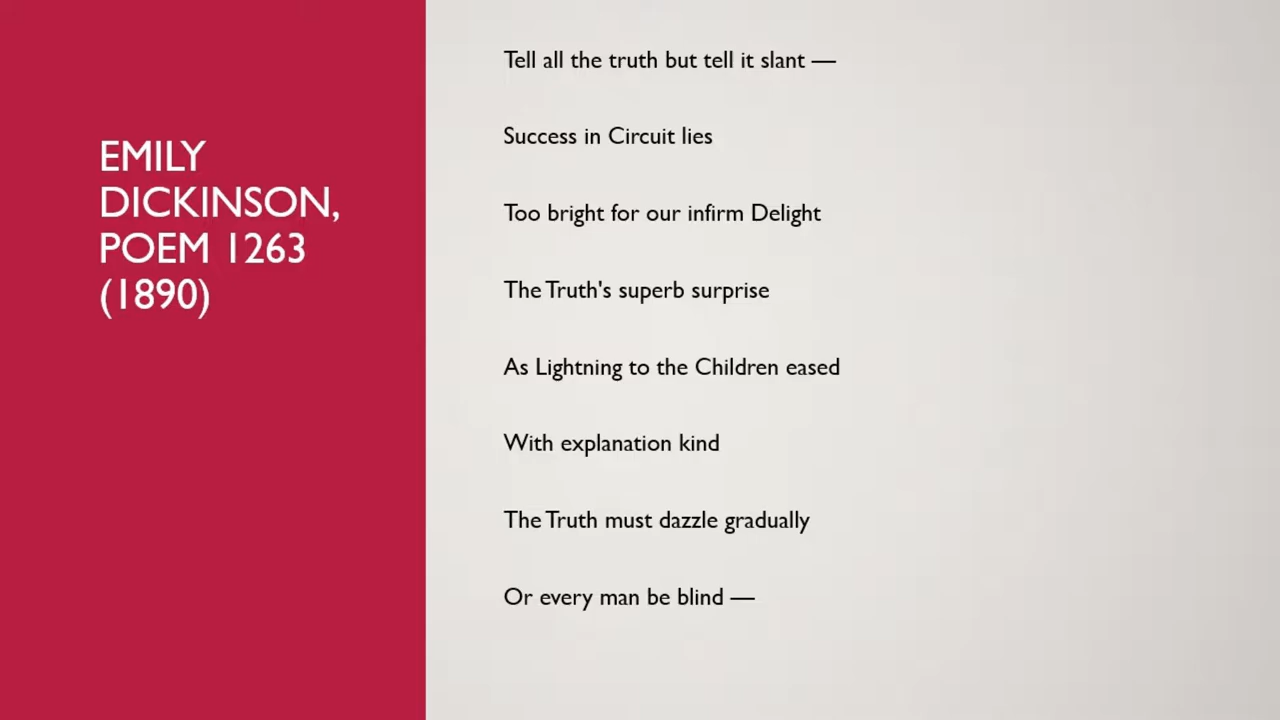 EMILY
DICKINSON,
POEM 1263
(1890)
Tell all the truth but tell it slant —
Success in Circuit lies
Too bright for our infirm Delight
The Truth's superb surprise
As Lightning to the Children eased
With explanation kind
The Truth must dazzle gradually
Or every man be blind —